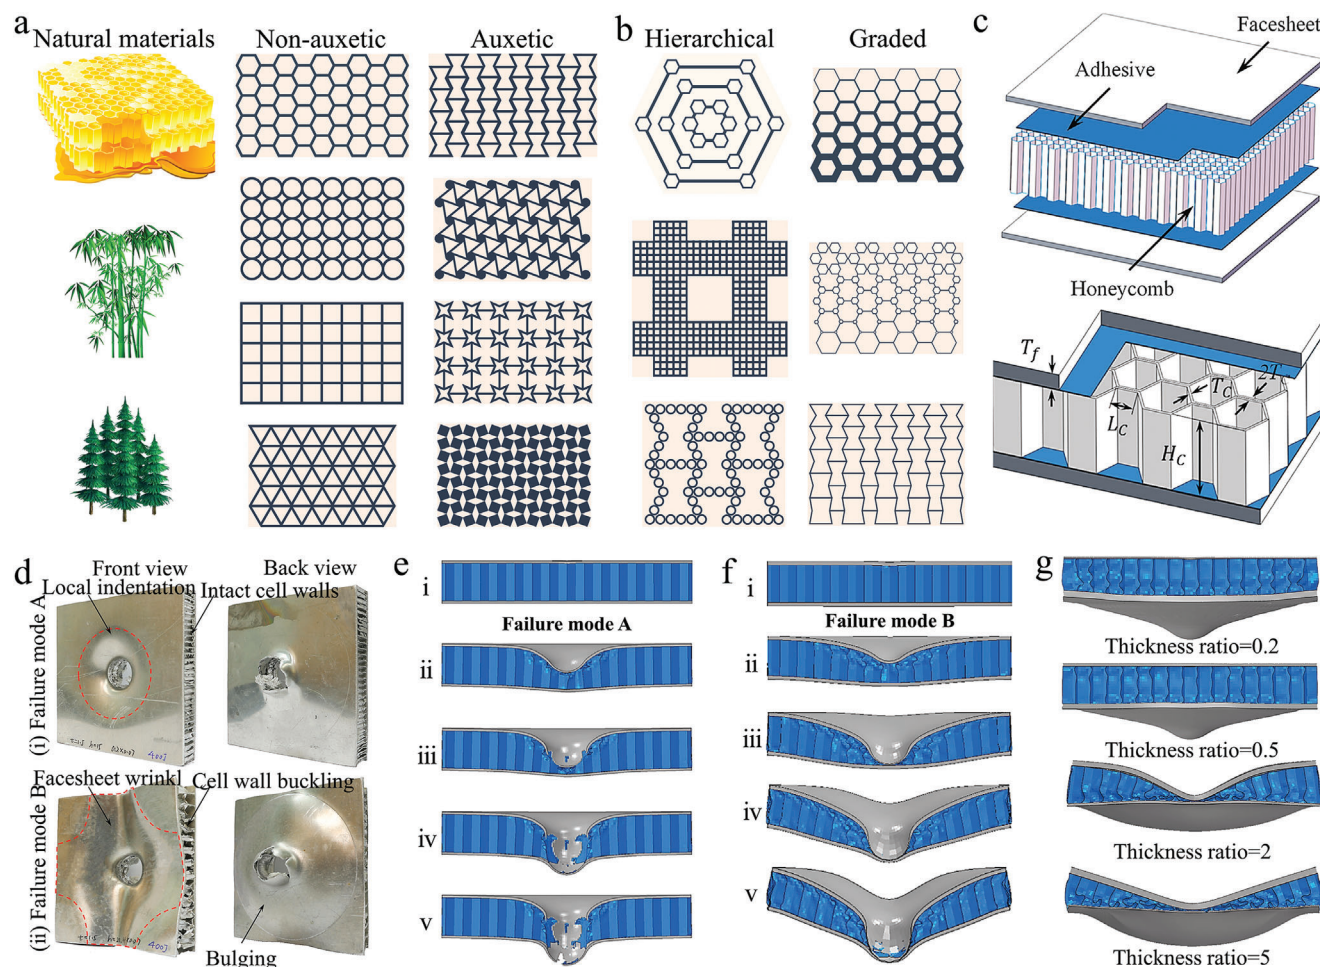 a
Natural materials
Non-auxetic
Auxetic
b
Hierarchical
Graded
c
Facesheet
Adhesive
Honeycomb
T_f
T_C
2T
L_C
H_C
d
Front view
Back view
Local indentation
Intact cell walls
(i) Failure mode A
400J
Facesheet wrinkl
Cell wall buckling
(ii) Failure mode B
400J
Bulging
e
i
Failure mode A
ii
iii
iv
v
f
i
Failure mode B
ii
iii
iv
v
g
Thickness ratio=0.2
Thickness ratio=0.5
Thickness ratio=2
Thickness ratio=5